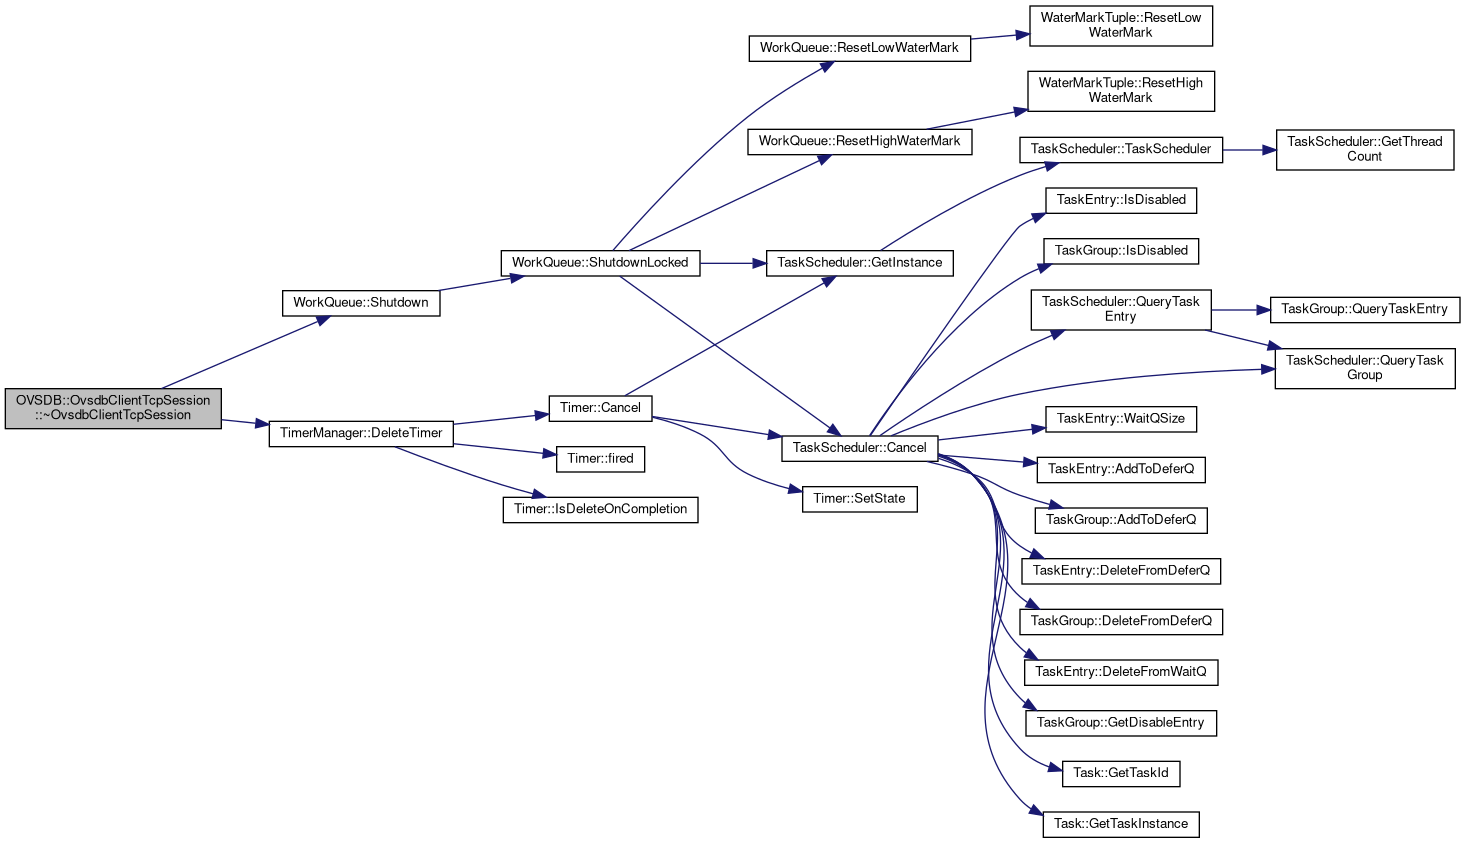 WaterMarkTuple::ResetLow
WaterMark
WorkQueue::ResetLowWaterMark
WaterMarkTuple::ResetHigh
WaterMark
WorkQueue::ResetHighWaterMark
TaskScheduler::TaskScheduler
TaskScheduler::GetThread
Count
TaskEntry::IsDisabled
WorkQueue::ShutdownLocked
TaskScheduler::GetInstance
TaskGroup::IsDisabled
WorkQueue::Shutdown
TaskScheduler::QueryTask
Entry
TaskGroup::QueryTaskEntry
TaskScheduler::QueryTask
Group
OVSDB::OvsdbClientTcpSession
::~OvsdbClientTcpSession
Timer::Cancel
TaskEntry::WaitQSize
TimerManager::DeleteTimer
TaskScheduler::Cancel
Timer::fired
TaskEntry::AddToDeferQ
Timer::SetState
Timer::IsDeleteOnCompletion
TaskGroup::AddToDeferQ
TaskEntry::DeleteFromDeferQ
TaskGroup::DeleteFromDeferQ
TaskEntry::DeleteFromWaitQ
TaskGroup::GetDisableEntry
Task::GetTaskId
Task::GetTaskInstance